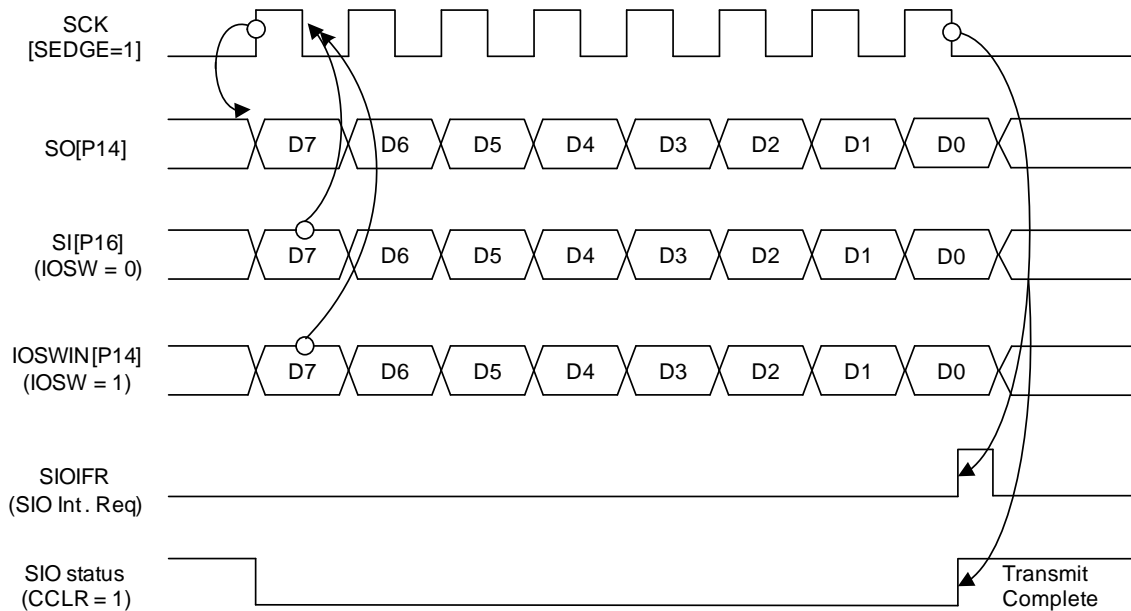 SCK
[SEDGE=1]
SO[P14]
D7 D6 D5 D4 D3 D2 D1 D0
SI[P16]
(IOSW = 0)
D7 D6 D5 D4 D3 D2 D1 D0
IOSWIN[P14]
(IOSW = 1)
D7 D6 D5 D4 D3 D2 D1 D0
SIOIFR
(SIO Int. Req)
SIO status
(CCLR = 1)
Transmit
Complete